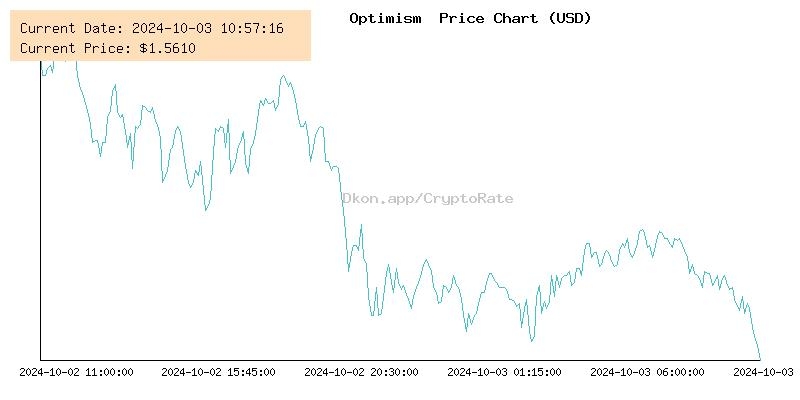 Optimism  Price Chart (USD)
Current Date: 2024-10-03 10:57:16
Current Price: $1.5610
Dkon.app/CryptoRate
2024-10-02 11:00:00 2024-10-02 15:45:00 2024-10-02 20:30:00 2024-10-03 01:15:00 2024-10-03 06:00:00 2024-10-03